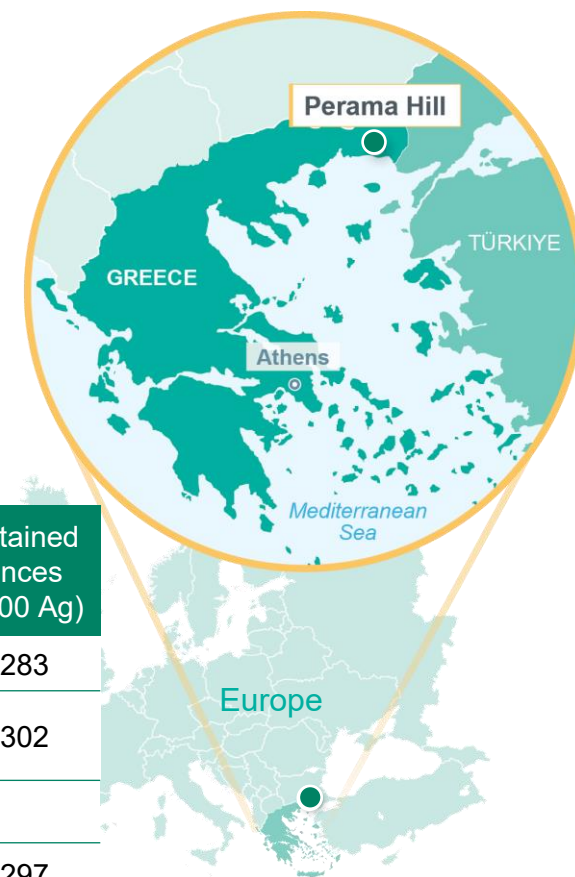 Perama Hill
TÜRKIYE
GREECE
Athens
Mediterranean
Sea
Europe
tained
nces
00 Ag)
283
302
297